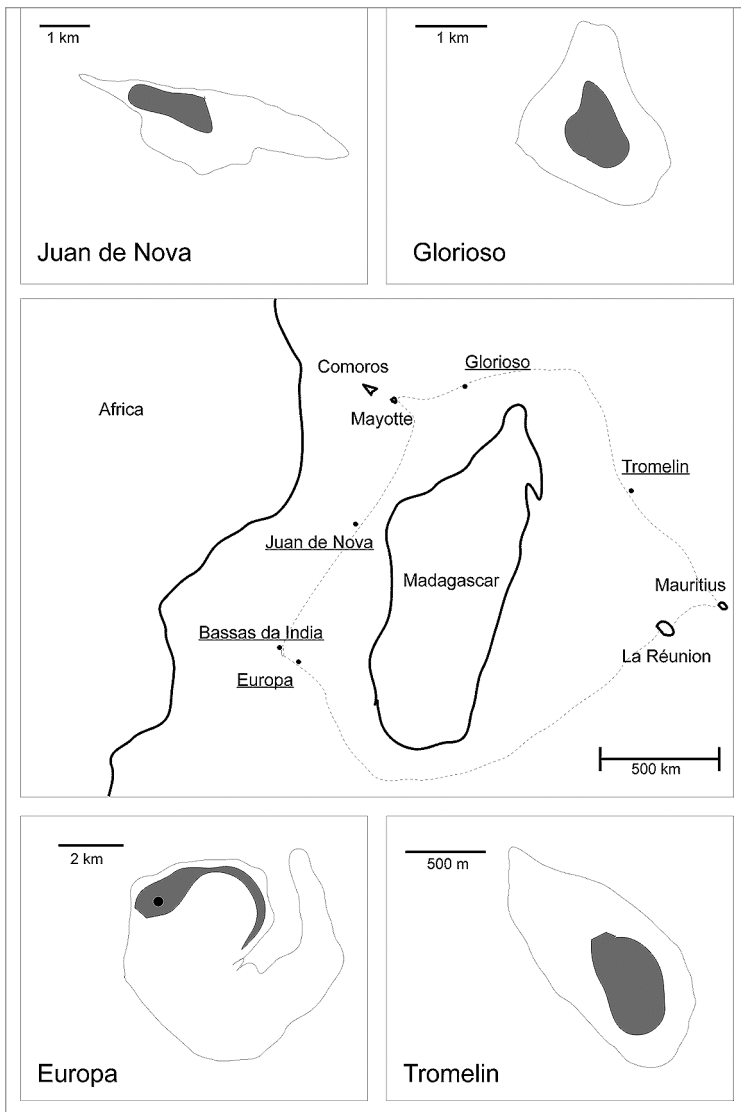 1 km
Juan de Nova
1 km
Glorioso
Comoros
Glorioso
Africa
Mayotte
Tromelin
Juan de Nova
Madagascar
Mauritius
Bassas da India
La Réunion
Europa
500 km
2 km
Europa
500 m
Tromelin